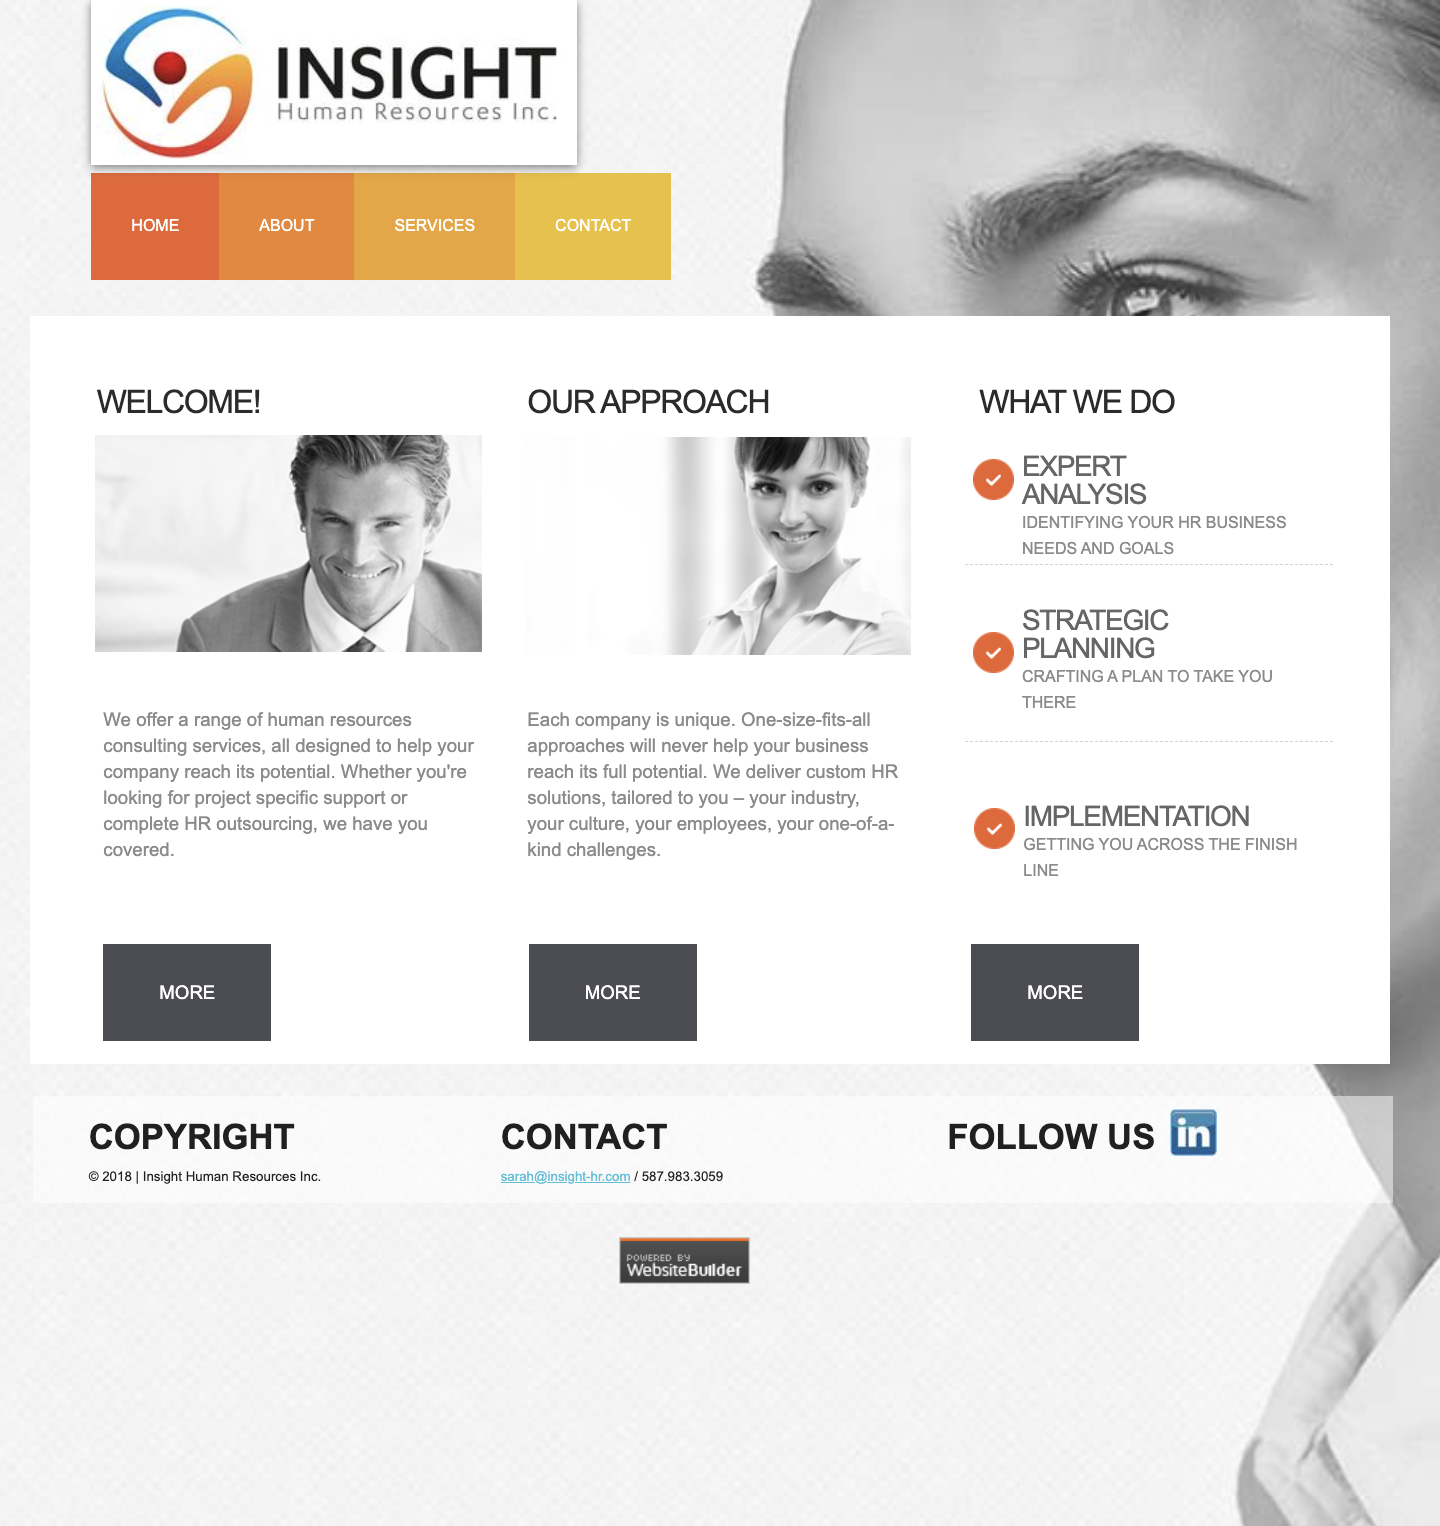 INSIGHT
Human Resources Inc.
HOME ABOUT SERVICES CONTACT
WELCOME!
We offer a range of human resources
consulting services, all designed to help your
company reach its potential. Whether you're
looking for project specific support or
complete HR outsourcing, we have you
covered.
MORE
OUR APPROACH
Each company is unique. One-size-fits-all
approaches will never help your business
reach its full potential. We deliver custom HR
solutions, tailored to you – your industry,
your culture, your employees, your one-of-a-
kind challenges.
MORE
WHAT WE DO
EXPERT
ANALYSIS
IDENTIFYING YOUR HR BUSINESS
NEEDS AND GOALS
STRATEGIC
PLANNING
CRAFTING A PLAN TO TAKE YOU
THERE
IMPLEMENTATION
GETTING YOU ACROSS THE FINISH
LINE
MORE
COPYRIGHT
© 2018 | Insight Human Resources Inc.
CONTACT
sarah@insight-hr.com / 587.983.3059
FOLLOW US in
POWERED BY
WebsiteBuilder